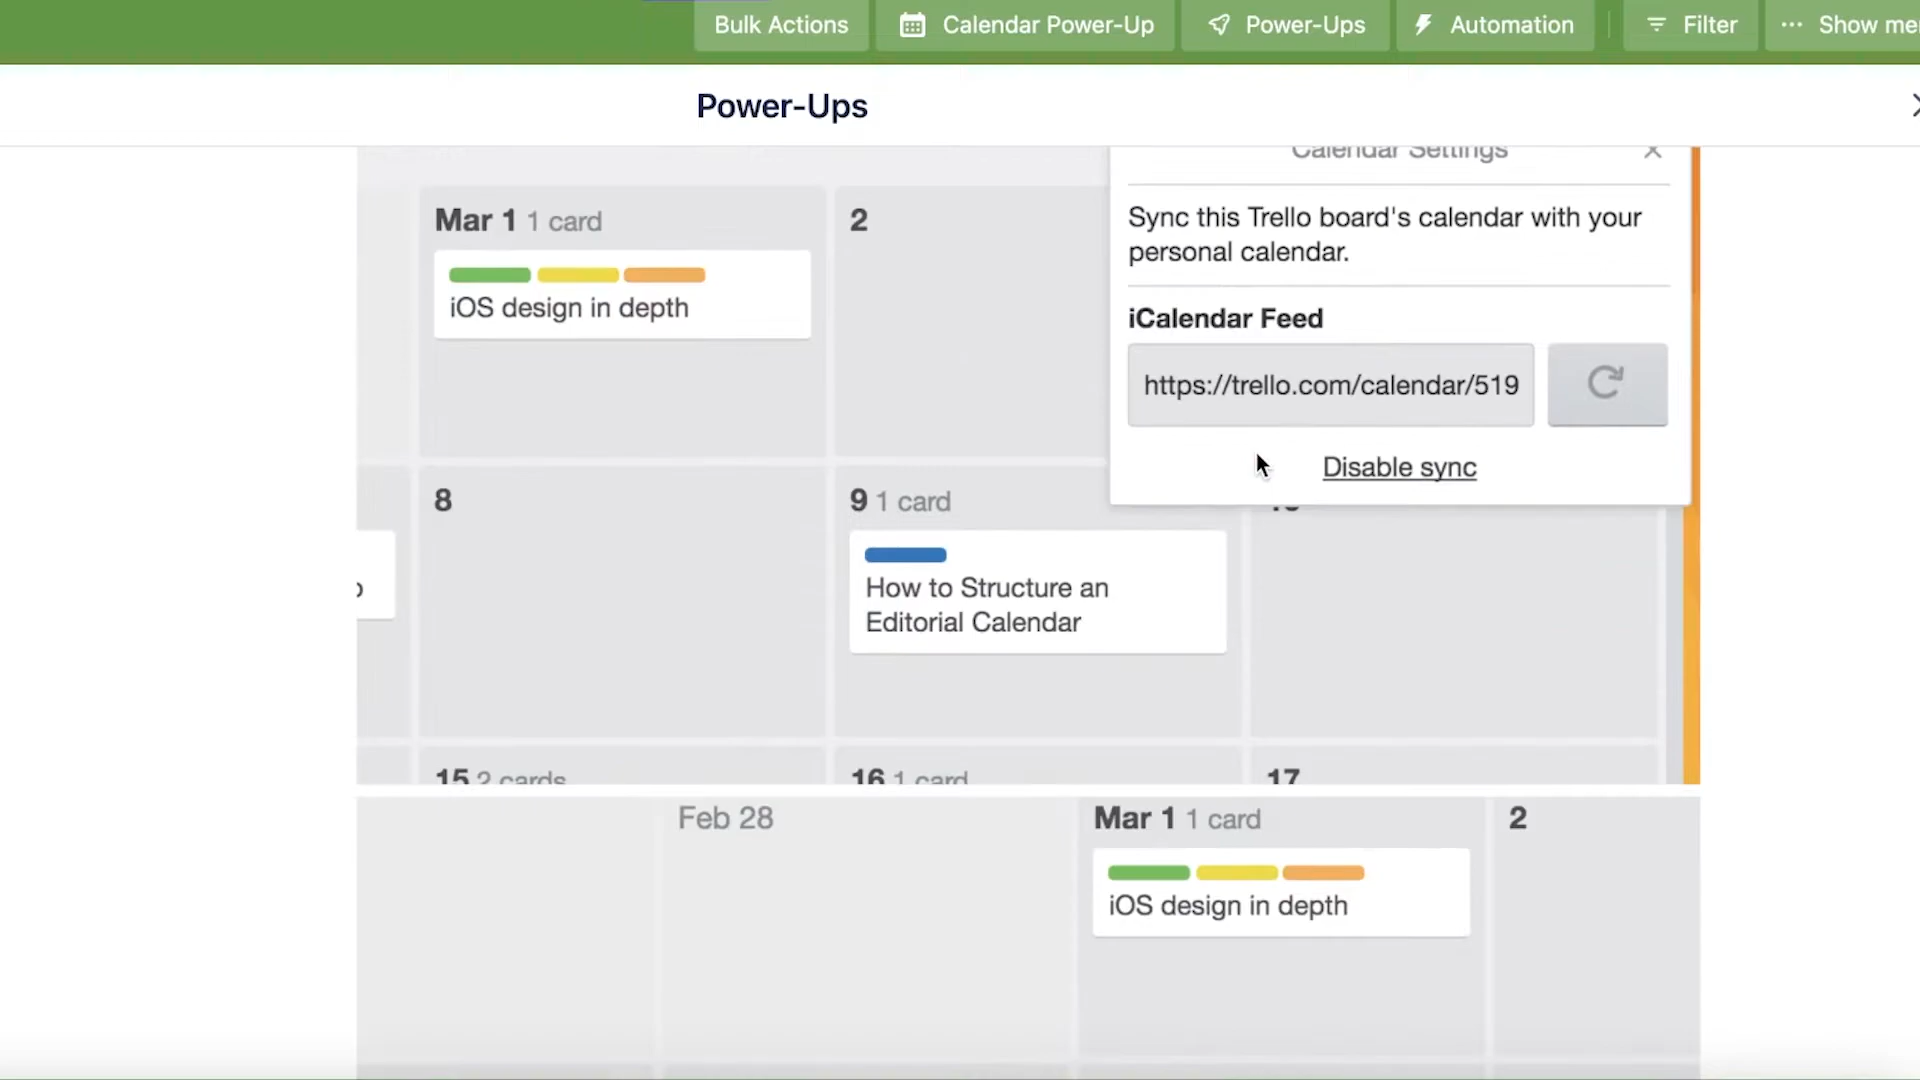 Bulk Actions
Calendar Power-Up
Power-Ups
Automation
Filter
Show
Power-Ups
Calendar Settings
Mar 1 1 card
2
Sync this Trello board's calendar with your
personal calendar.
iOS design in depth
iCalendar Feed
https://trello.com/calendar/519
Disable sync
8
9 1 card
How to Structure an
Editorial Calendar
15 2 cards
16 1 card
17
Feb 28
Mar 1 1 card
2
iOS design in depth